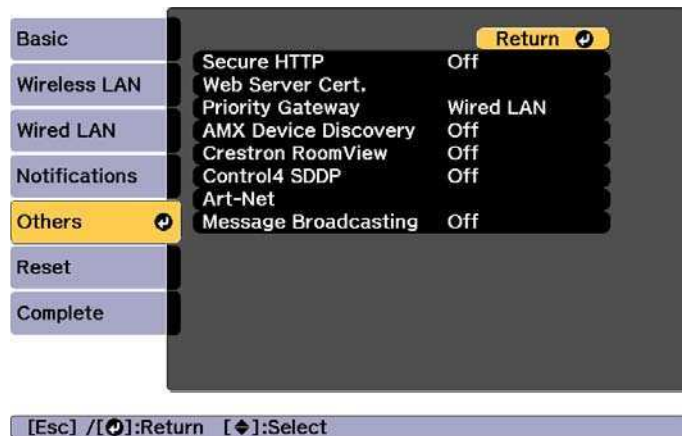 Basic
Wireless LAN
Wired LAN
Notifications
Others
Reset
Complete
Return
Secure HTTP Off
Web Server Cert.
Priority Gateway Wired LAN
AMX Device Discovery Off
Crestron RoomView Off
Control4 SDDP Off
Art-Net
Message Broadcasting Off
[Esc] /[⏎]:Return [◆]:Select